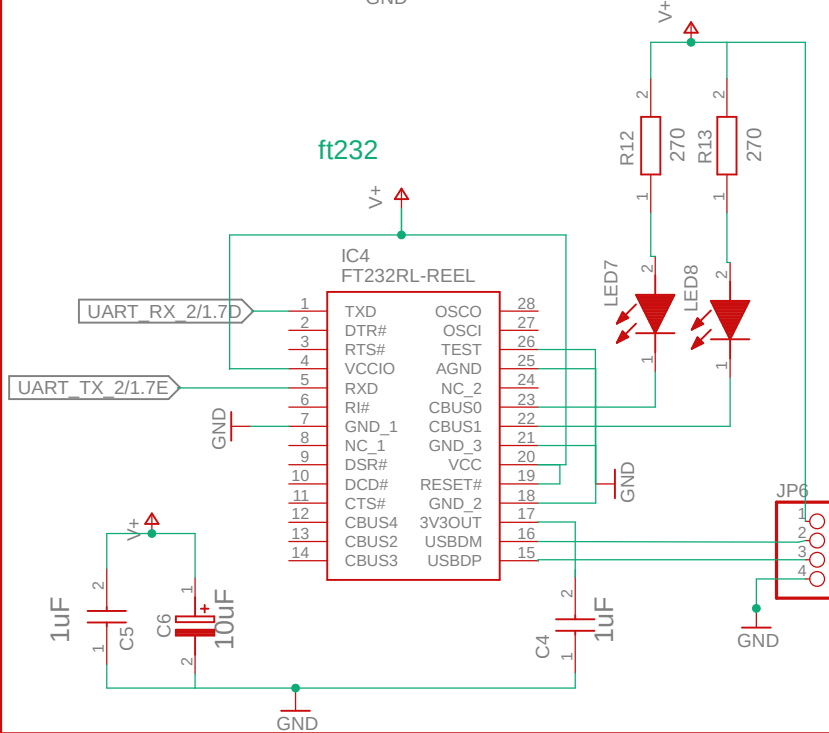 GND
V+
2
2
R12
270
R13
270
1
1
ft232
V+
IC4
FT232RL-REEL
LED7
2
LED8
2
1
1
UART_RX_2/1.7D
UART_TX_2/1.7E
1 TXD OSCO 28
2 DTR# OSCI 27
3 RTS# TEST 26
4 VCCIO AGND 25
5 RXD NC_2 24
6 RI# CBUS0 23
7 GND_1 CBUS1 22
8 NC_1 GND_3 21
9 DSR# VCC 20
10 DCD# RESET# 19
11 CTS# GND_2 18
12 CBUS4 3V3OUT 17
13 CBUS2 USBDM 16
14 CBUS3 USBDP 15
GND
GND
JP6
1
2
3
4
GND
V+
2
1uF
C5
1
1
+
C6
10uF
2
2
C4
1uF
1
GND